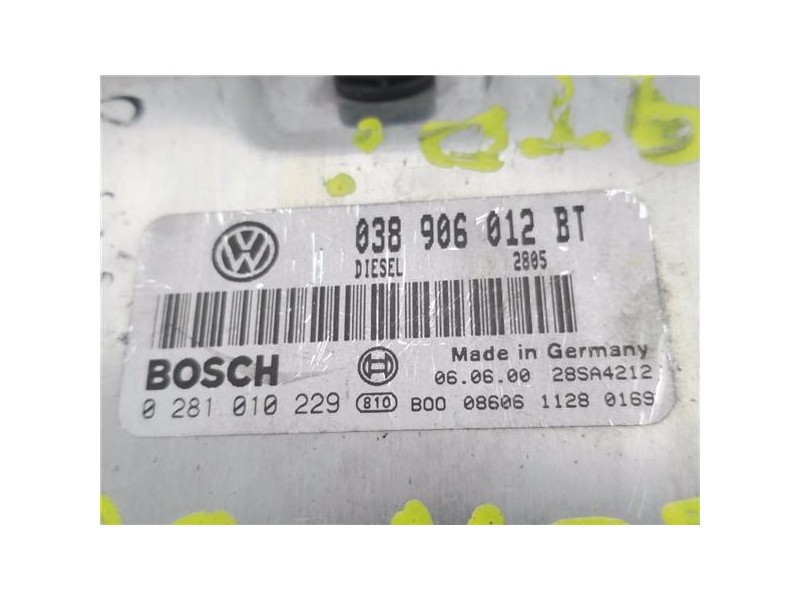 038 906 012 BT
DIESEL 2805
BOSCH Made in Germany
06.06.00 28SA4212
0 281 010 229 810 B00 08606 1128 0169